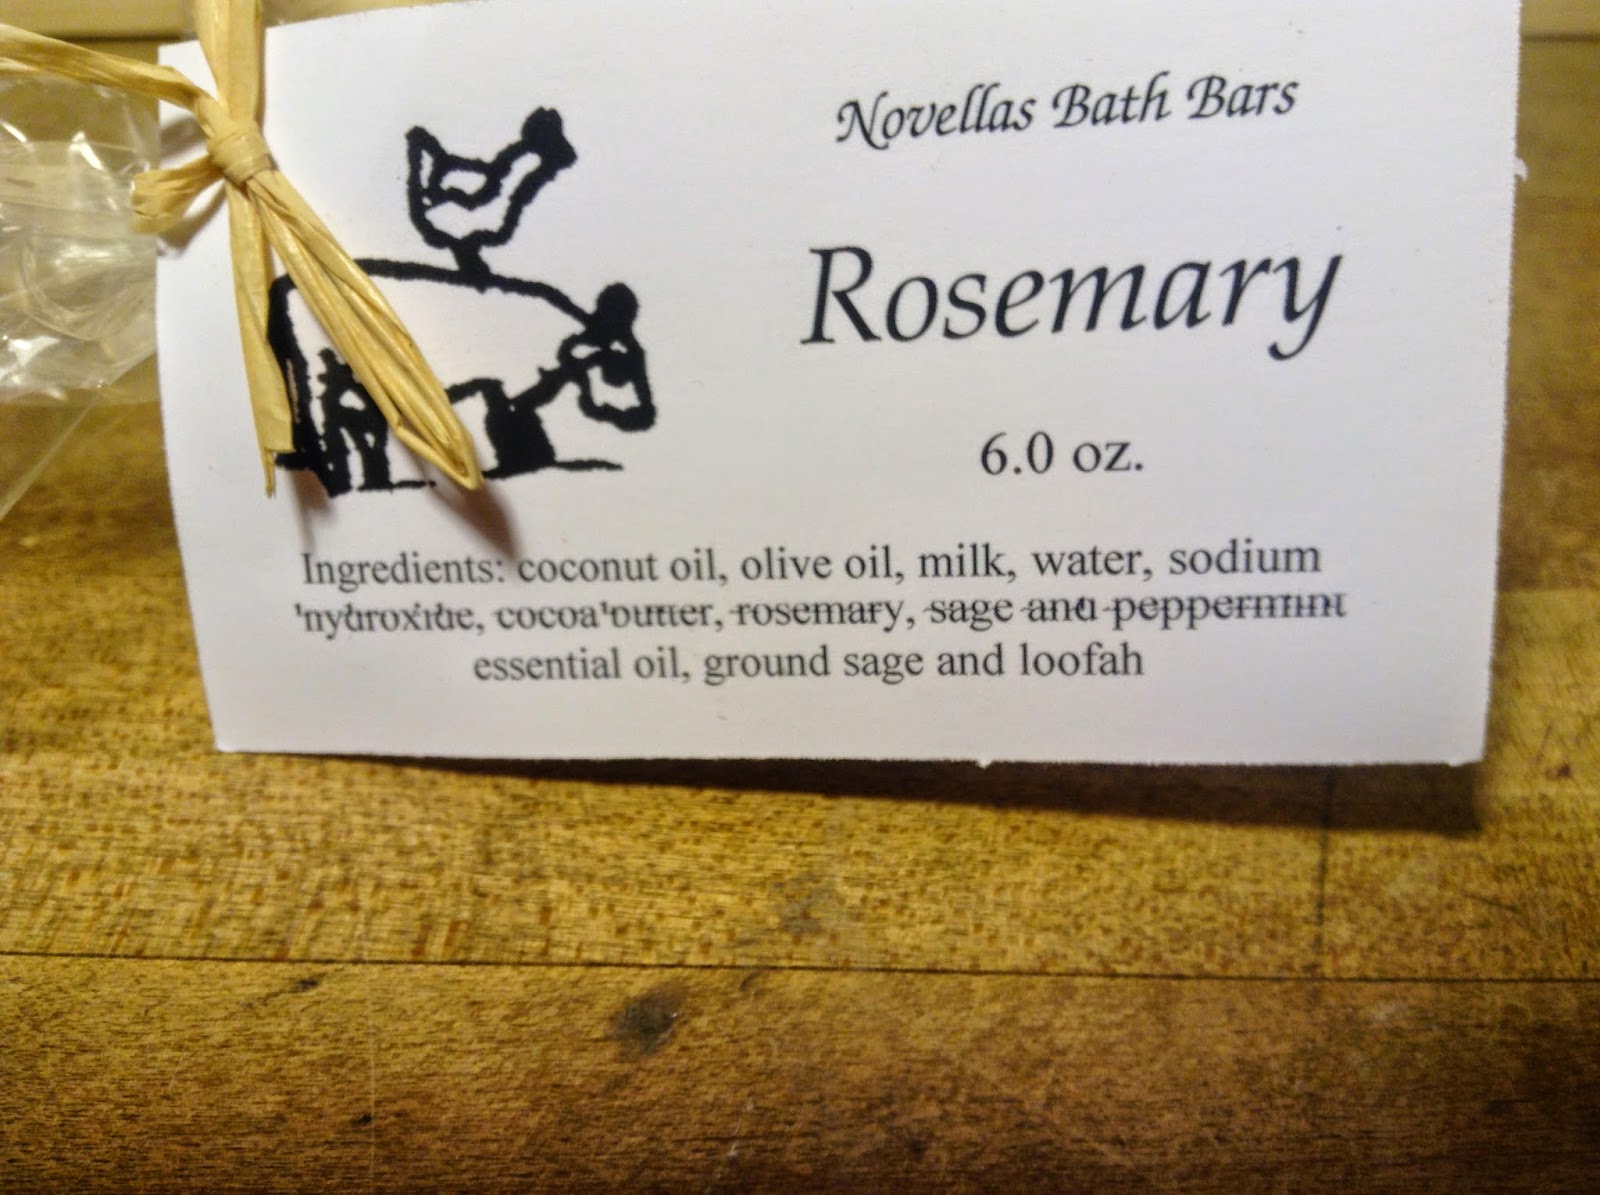 Novellas Bath Bars
Rosemary
6.0 oz.
Ingredients: coconut oil, olive oil, milk, water, sodium
hydroxide, cocoa butter, rosemary, sage and peppermint
essential oil, ground sage and loofah